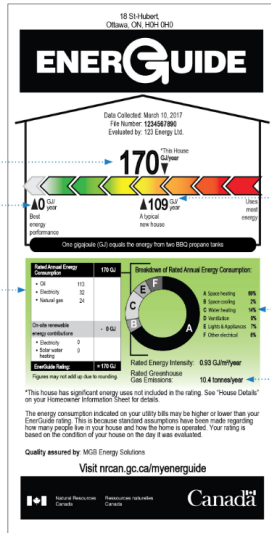 18 St-Hubert,
Ottawa, ON, H0H 0H0
ENERGUIDE
Data Collected: March 10, 2017
File Number: 1234567890
Evaluated by: 123 Energy Ltd.
170 GJ/year
*This House
0 GJ/year
109 GJ/year
Best energy performance
A typical new house
Uses most energy
One gigajoule (GJ) equals the energy from two BBQ propane tanks
Rated Annual Energy Consumption 170 GJ
• Oil 113
• Electricity 32
• Natural gas 24
On-site renewable energy contributions - 0 GJ
• Electricity 0
• Solar water heating 0
EnerGuide Rating: = 170 GJ
Figures may not add up due to rounding
Breakdown of Rated Annual Energy Consumption:
A
B
C
E
F
A Space heating 69%
B Space cooling 2%
C Water heating 14%
D Ventilation
E Lights & Appliances 7%
F Other electrical 8%
Rated Energy Intensity: 0.93 GJ/m²/year
Rated Greenhouse
Gas Emissions: 10.4 tonnes/year
*This house has significant energy uses not included in the rating. See "House Details"
on your Homeowner Information Sheet for details.
The energy consumption indicated on your utility bills may be higher or lower than your
EnerGuide rating. This is because standard assumptions have been made regarding
how many people live in your house and how the home is operated. Your rating is
based on the condition of your house on the day it was evaluated.
Quality assured by: MGB Energy Solutions
Visit nrcan.gc.ca/myenerguide
Natural Resources Canada
Ressources naturelles Canada
Canada